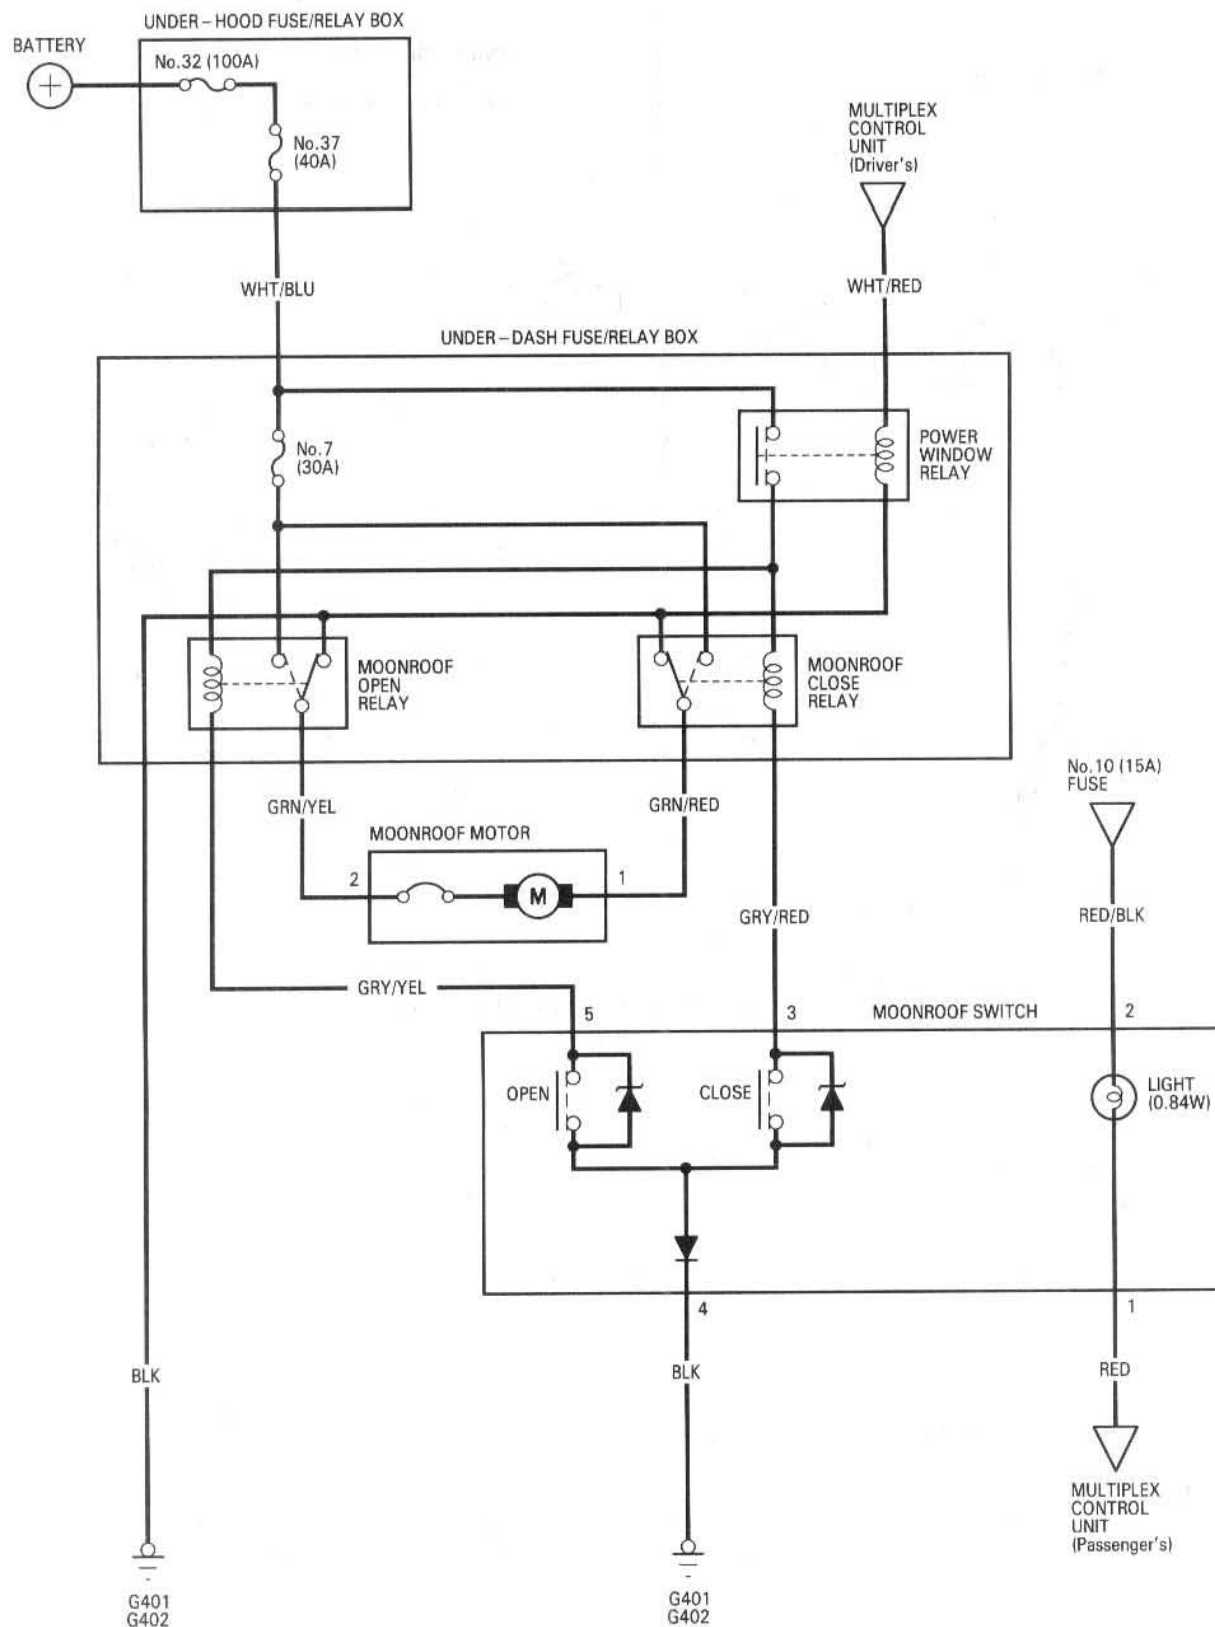 UNDER – HOOD FUSE/RELAY BOX
BATTERY
No.32 (100A)
+
No.37
(40A)
MULTIPLEX
CONTROL
UNIT
(Driver's)
WHT/BLU
WHT/RED
UNDER – DASH FUSE/RELAY BOX
No.7
(30A)
POWER
WINDOW
RELAY
MOONROOF
OPEN
RELAY
MOONROOF
CLOSE
RELAY
No.10 (15A)
FUSE
GRN/YEL
GRN/RED
MOONROOF MOTOR
2
M
1
GRY/RED
RED/BLK
GRY/YEL
5
3
MOONROOF SWITCH
2
OPEN
CLOSE
LIGHT
(0.84W)
4
1
BLK
BLK
RED
MULTIPLEX
CONTROL
UNIT
(Passenger's)
G401
G402
G401
G402